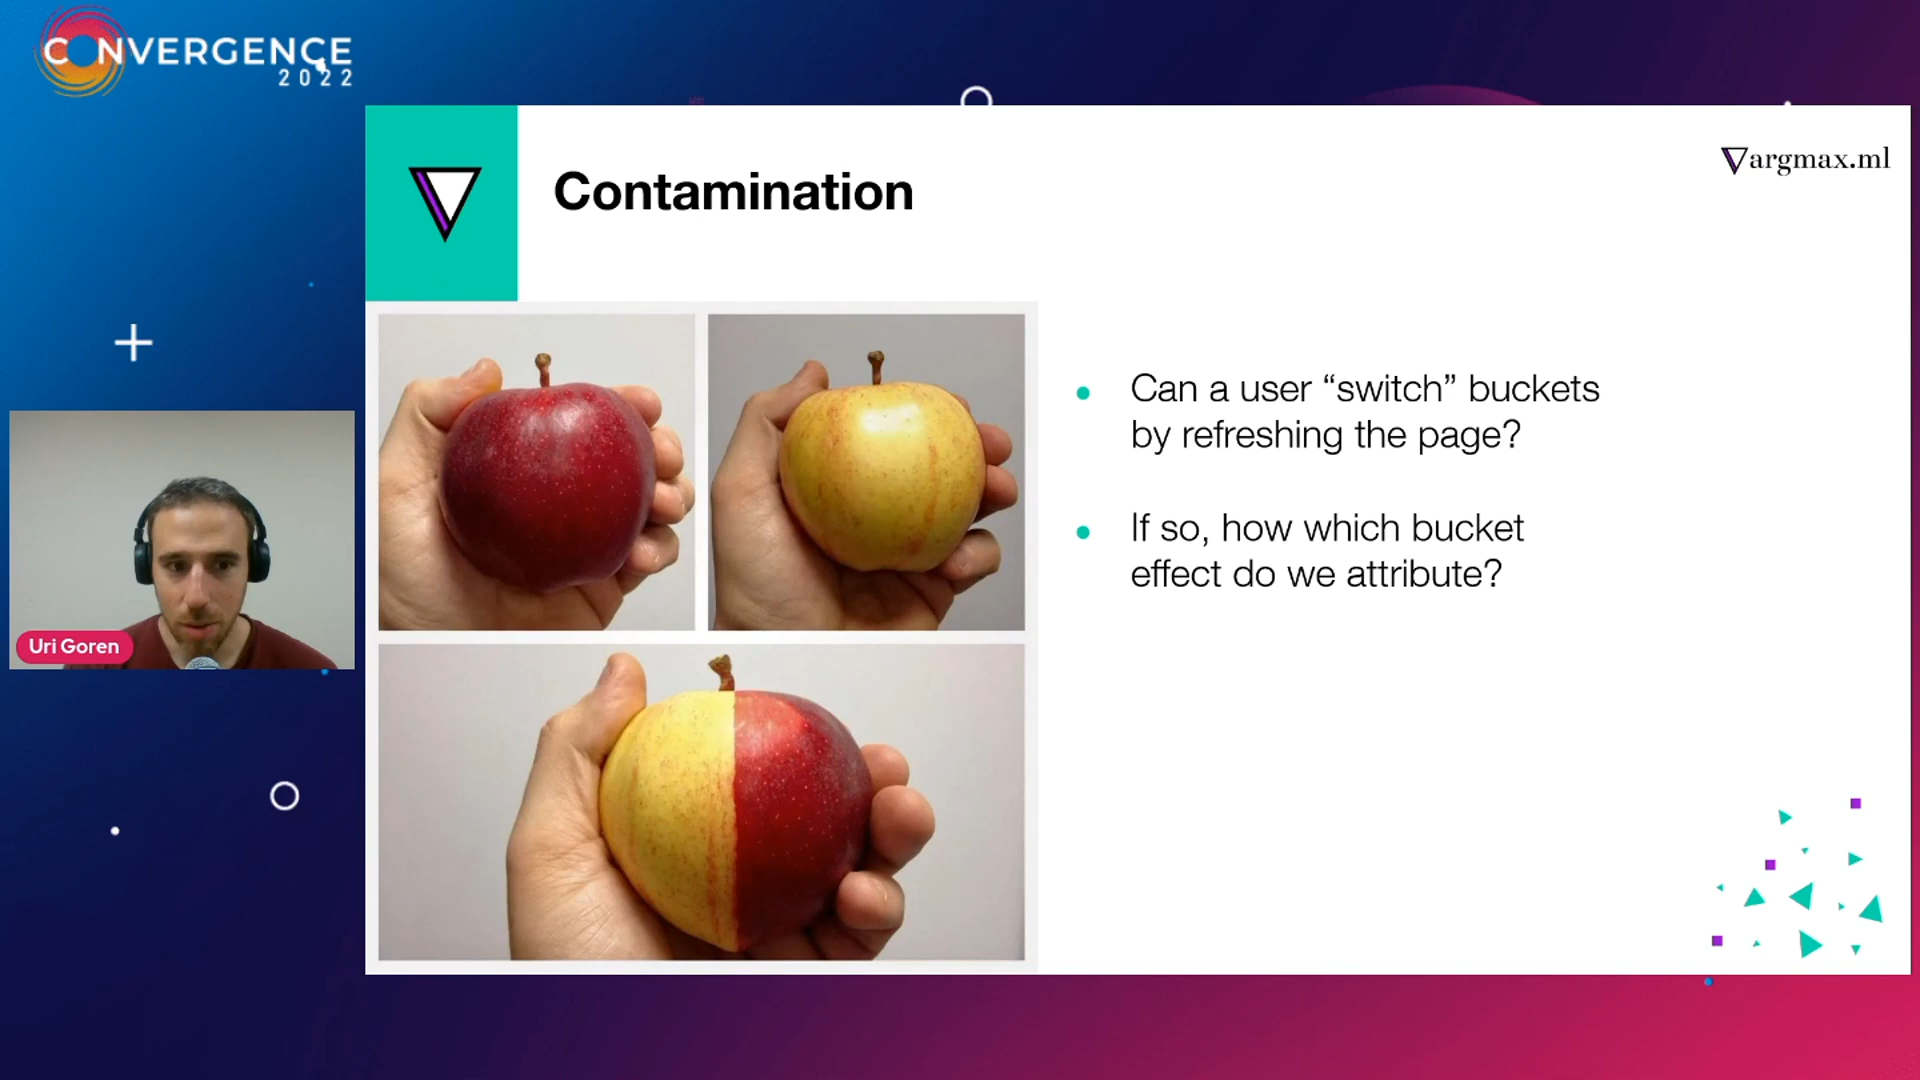 CONVERGENCE
2022
argmax.ml
Contamination
Can a user “switch” buckets
by refreshing the page?
If so, how which bucket
effect do we attribute?
Uri Goren